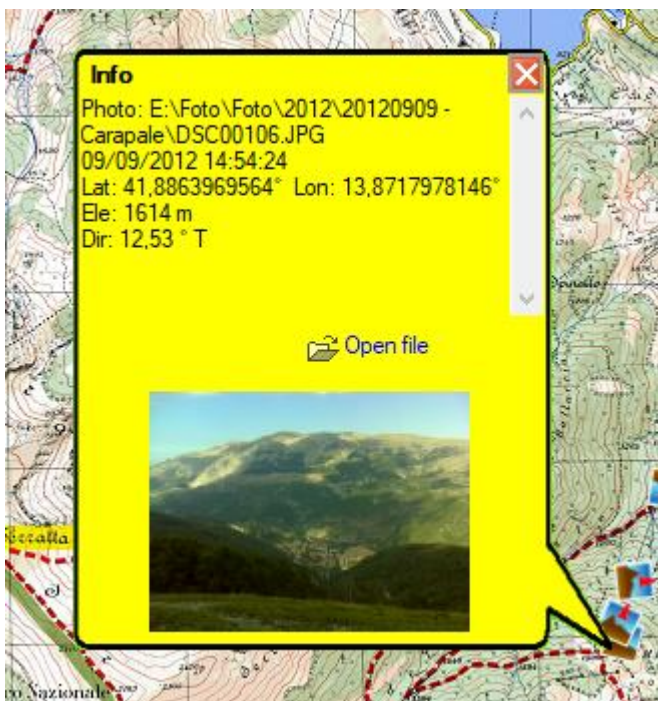 Info
Photo: E:\Foto\Foto\2012\20120909 -
Carapale\DSC00106.JPG
09/09/2012 14:54:24
Lat: 41,8863969564° Lon: 13,8717978146°
Ele: 1614 m
Dir: 12,53 ° T
Open file